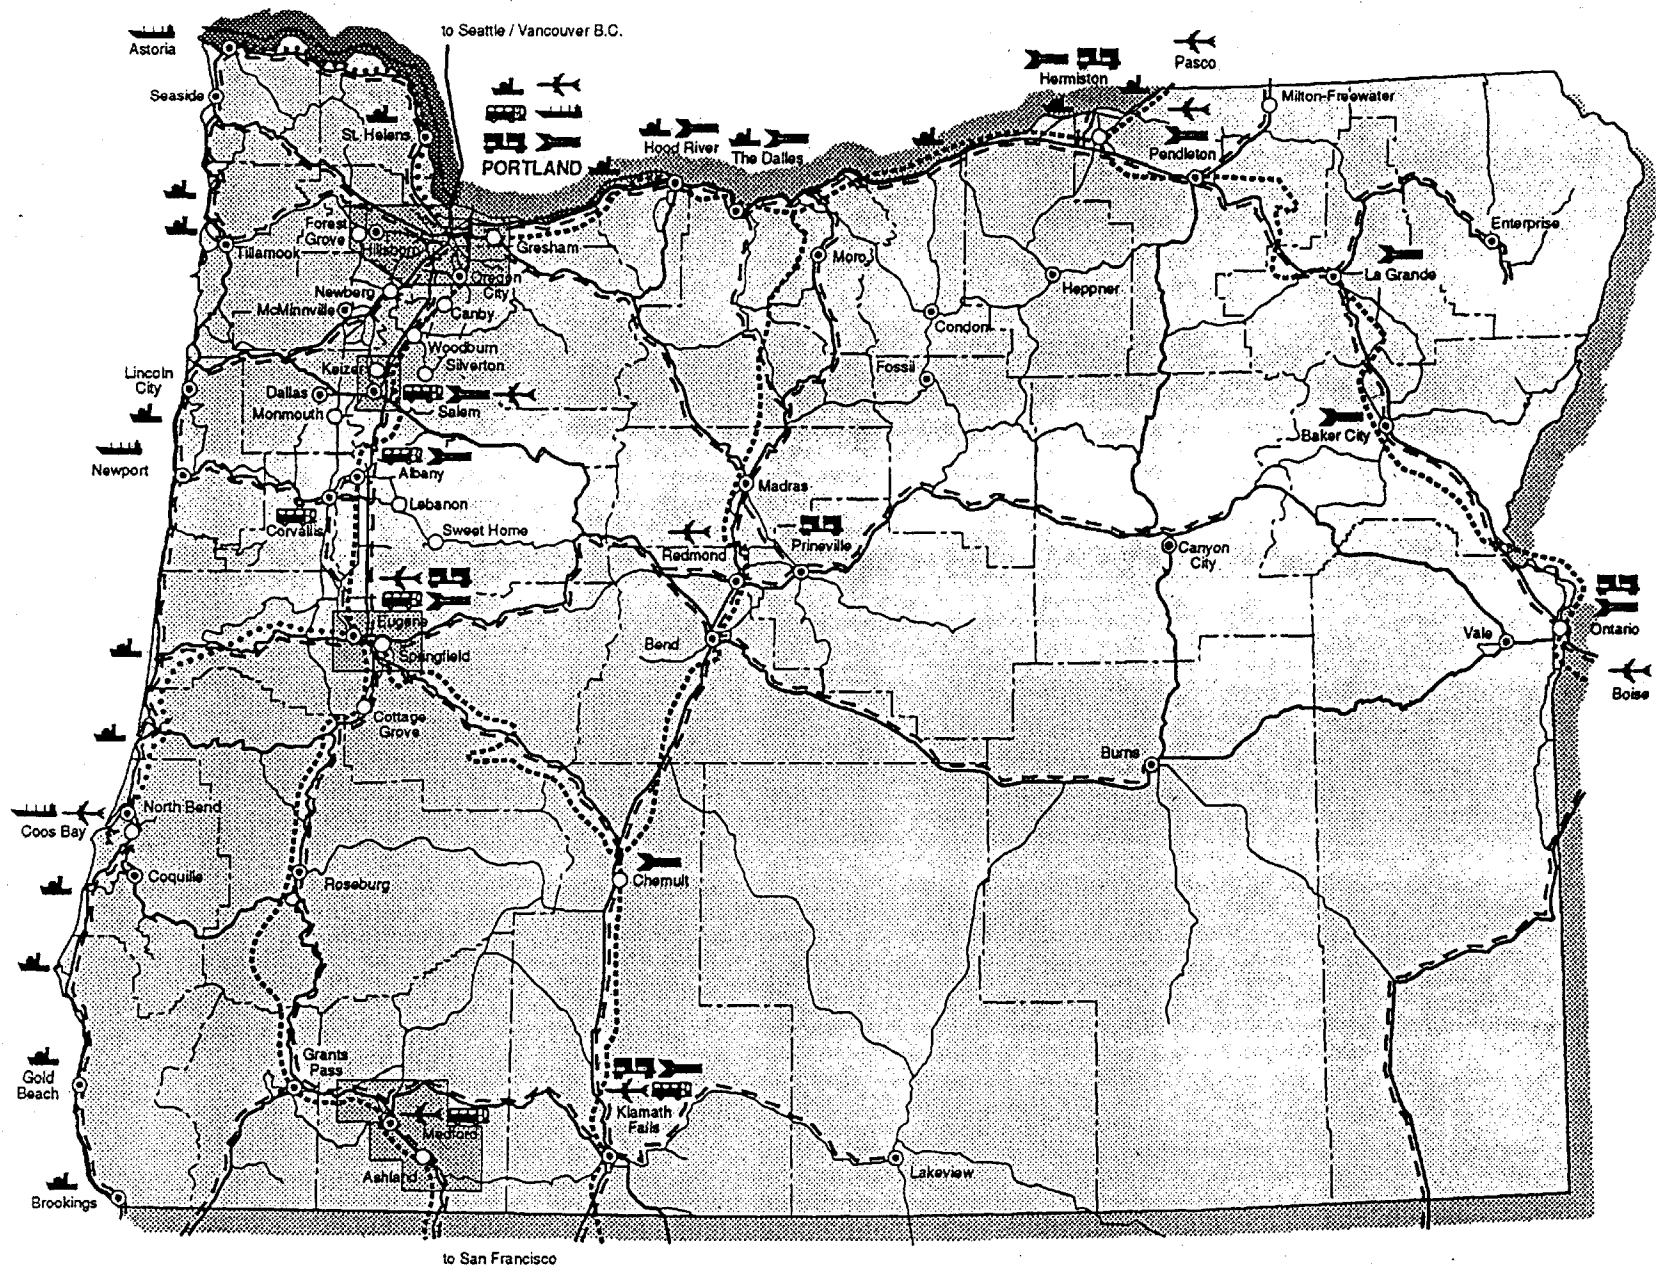 to Seattle / Vancouver B.C.
Astoria
Pasco
Hermiston
Seaside
Milton-Freewater
St. Helens
Hood River
The Dalles
Pendleton
PORTLAND
Enterprise
Forest
Grove
Hillsboro
Gresham
Tillamook
Moro
La Grande
Oregon
City
Heppner
Newberg
McMinnville
Canby
Condon
Woodburn
Silverton
Keizer
Fossil
Lincoln
City
Dallas
Salem
Monmouth
Baker City
Newport
Albany
Madras
Lebanon
Corvallis
Sweet Home
Redmond
Prineville
Canyon
City
Eugene
Springfield
Bend
Vale
Ontario
Boise
Cottage
Grove
Burns
North Bend
Coos Bay
Coquille
Roseburg
Chemult
Grants
Pass
Gold
Beach
Klamath
Falls
Medford
Ashland
Lakeview
Brookings
to San Francisco